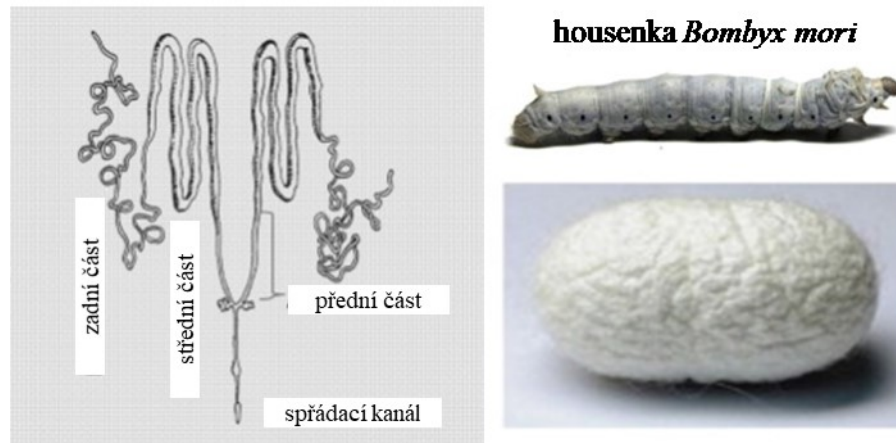 housenka Bombyx mori
zadní část
střední část
přední část
spřádací kanál